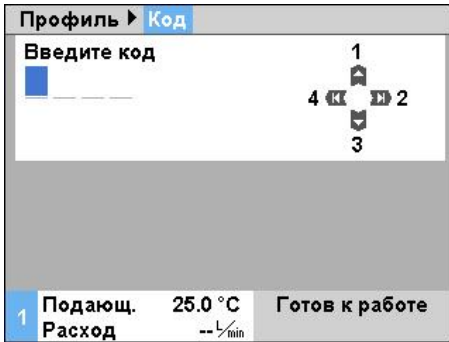 Профиль ▶ Код
Введите код
1
4 2
3
1 Подающ. 25.0 °C Готов к работе
Расход -- L/min